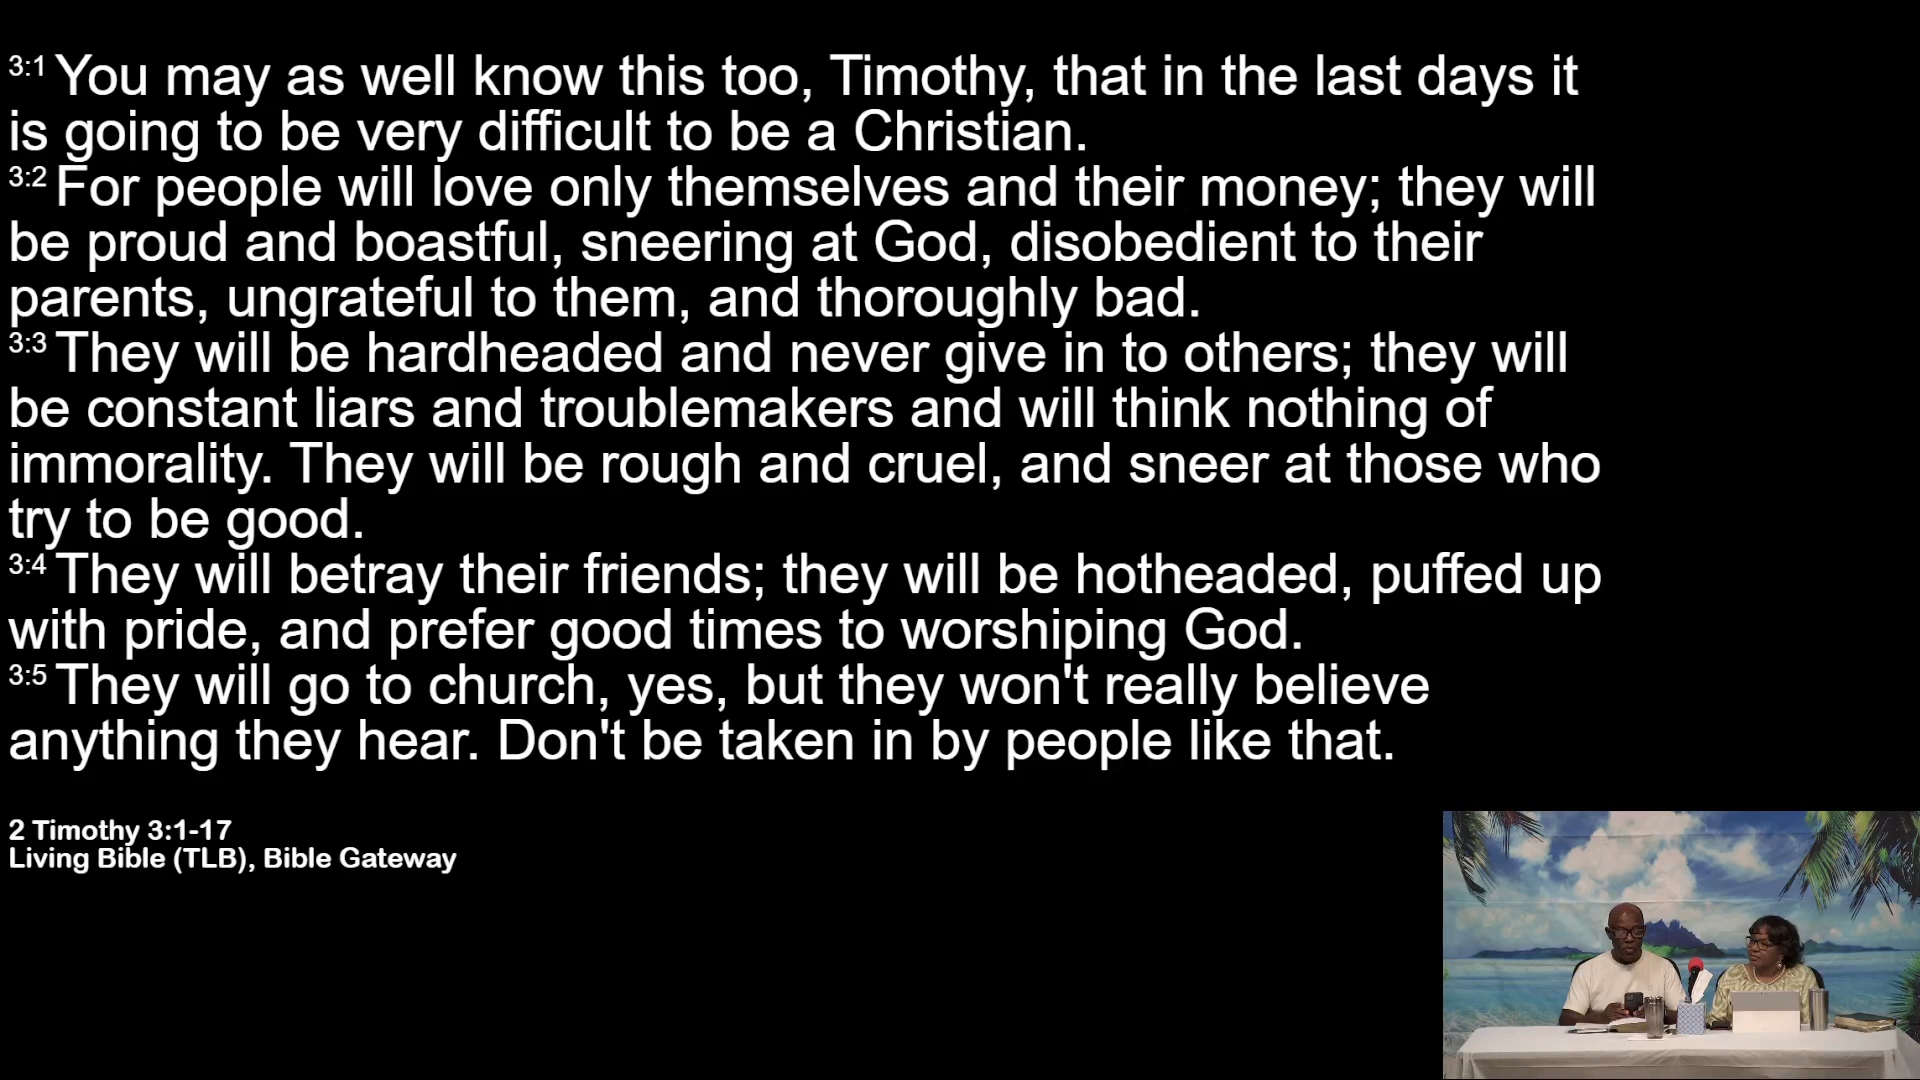 3:1 You may as well know this too, Timothy, that in the last days it
is going to be very difficult to be a Christian.
3:2 For people will love only themselves and their money; they will
be proud and boastful, sneering at God, disobedient to their
parents, ungrateful to them, and thoroughly bad.
3:3 They will be hardheaded and never give in to others; they will
be constant liars and troublemakers and will think nothing of
immorality. They will be rough and cruel, and sneer at those who
try to be good.
3:4 They will betray their friends; they will be hotheaded, puffed up
with pride, and prefer good times to worshiping God.
3:5 They will go to church, yes, but they won't really believe
anything they hear. Don't be taken in by people like that.
2 Timothy 3:1-17
Living Bible (TLB), Bible Gateway